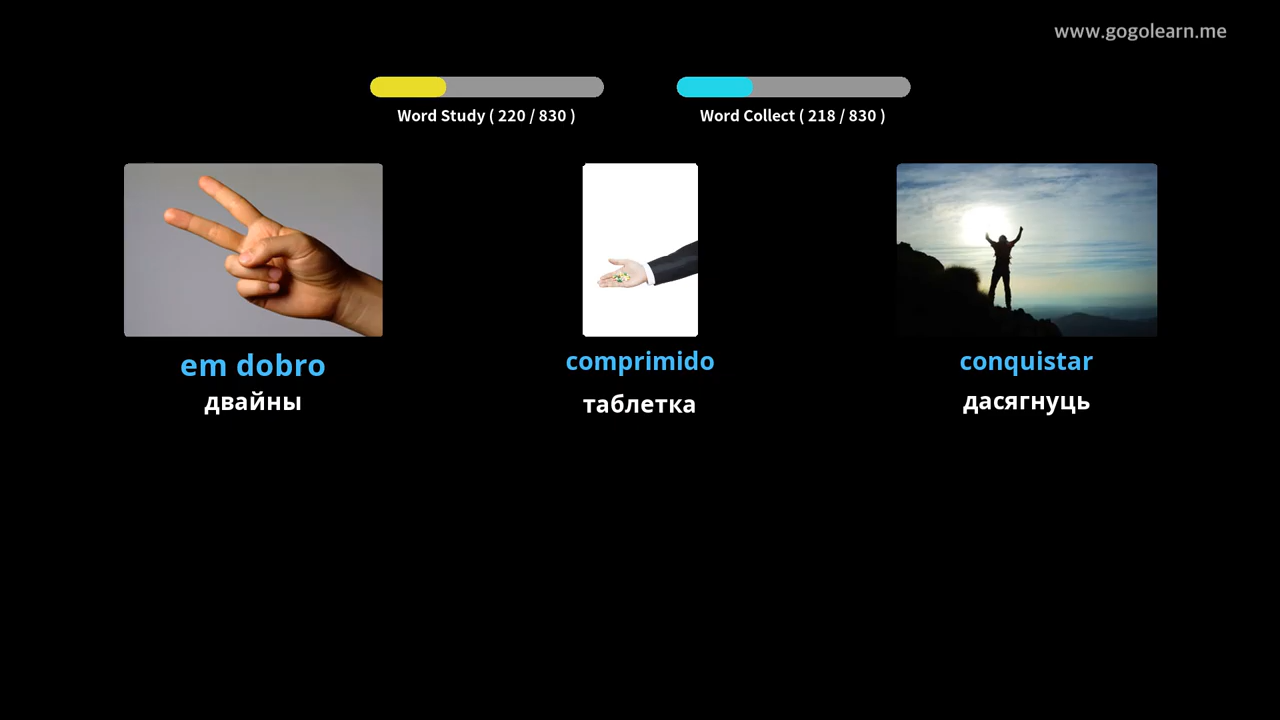 www.gogolearn.me
Word Study ( 220 / 830 )
Word Collect ( 218 / 830 )
em dobro
двайны
comprimido
таблетка
conquistar
дасягнуць